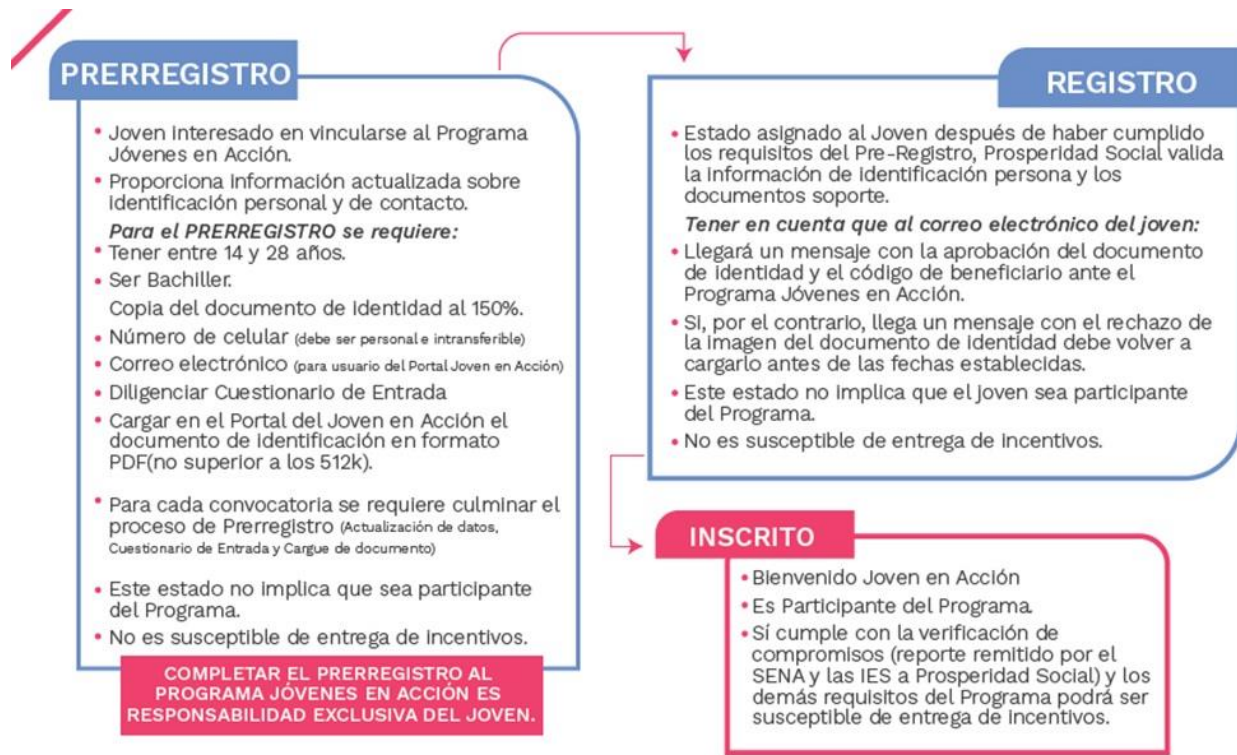 PRERREGISTRO
• Joven interesado en vincularse al Programa
Jóvenes en Acción.
• Proporciona información actualizada sobre
identificación personal y de contacto.
Para el PRERREGISTRO se requiere:
• Tener entre 14 y 28 años.
• Ser Bachiller.
Copia del documento de identidad al 150%.
• Número de celular (debe ser personal e intransferible)
• Correo electrónico (para usuario del Portal Joven en Acción)
• Diligenciar Cuestionario de Entrada
• Cargar en el Portal del Joven en Acción el
documento de identificación en formato
PDF(no superior a los 512k).
• Para cada convocatoria se requiere culminar el
proceso de Prerregistro (Actualización de datos,
Cuestionario de Entrada y Cargue de documento)
• Este estado no implica que sea participante
del Programa.
• No es susceptible de entrega de incentivos.
COMPLETAR EL PRERREGISTRO AL
PROGRAMA JÓVENES EN ACCIÓN ES
RESPONSABILIDAD EXCLUSIVA DEL JOVEN.
REGISTRO
• Estado asignado al Joven después de haber cumplido
los requisitos del Pre-Registro, Prosperidad Social valida
la información de identificación persona y los
documentos soporte.
Tener en cuenta que al correo electrónico del joven:
• Llegará un mensaje con la aprobación del documento
de identidad y el código de beneficiario ante el
Programa Jóvenes en Acción.
• Si, por el contrario, llega un mensaje con el rechazo de
la imagen del documento de identidad debe volver a
cargarlo antes de las fechas establecidas.
• Este estado no implica que el joven sea participante
del Programa.
• No es susceptible de entrega de incentivos.
INSCRITO
• Bienvenido Joven en Acción
• Es Participante del Programa.
• Sí cumple con la verificación de
compromisos (reporte remitido por el
SENA y las IES a Prosperidad Social) y los
demás requisitos del Programa podrá ser
susceptible de entrega de incentivos.